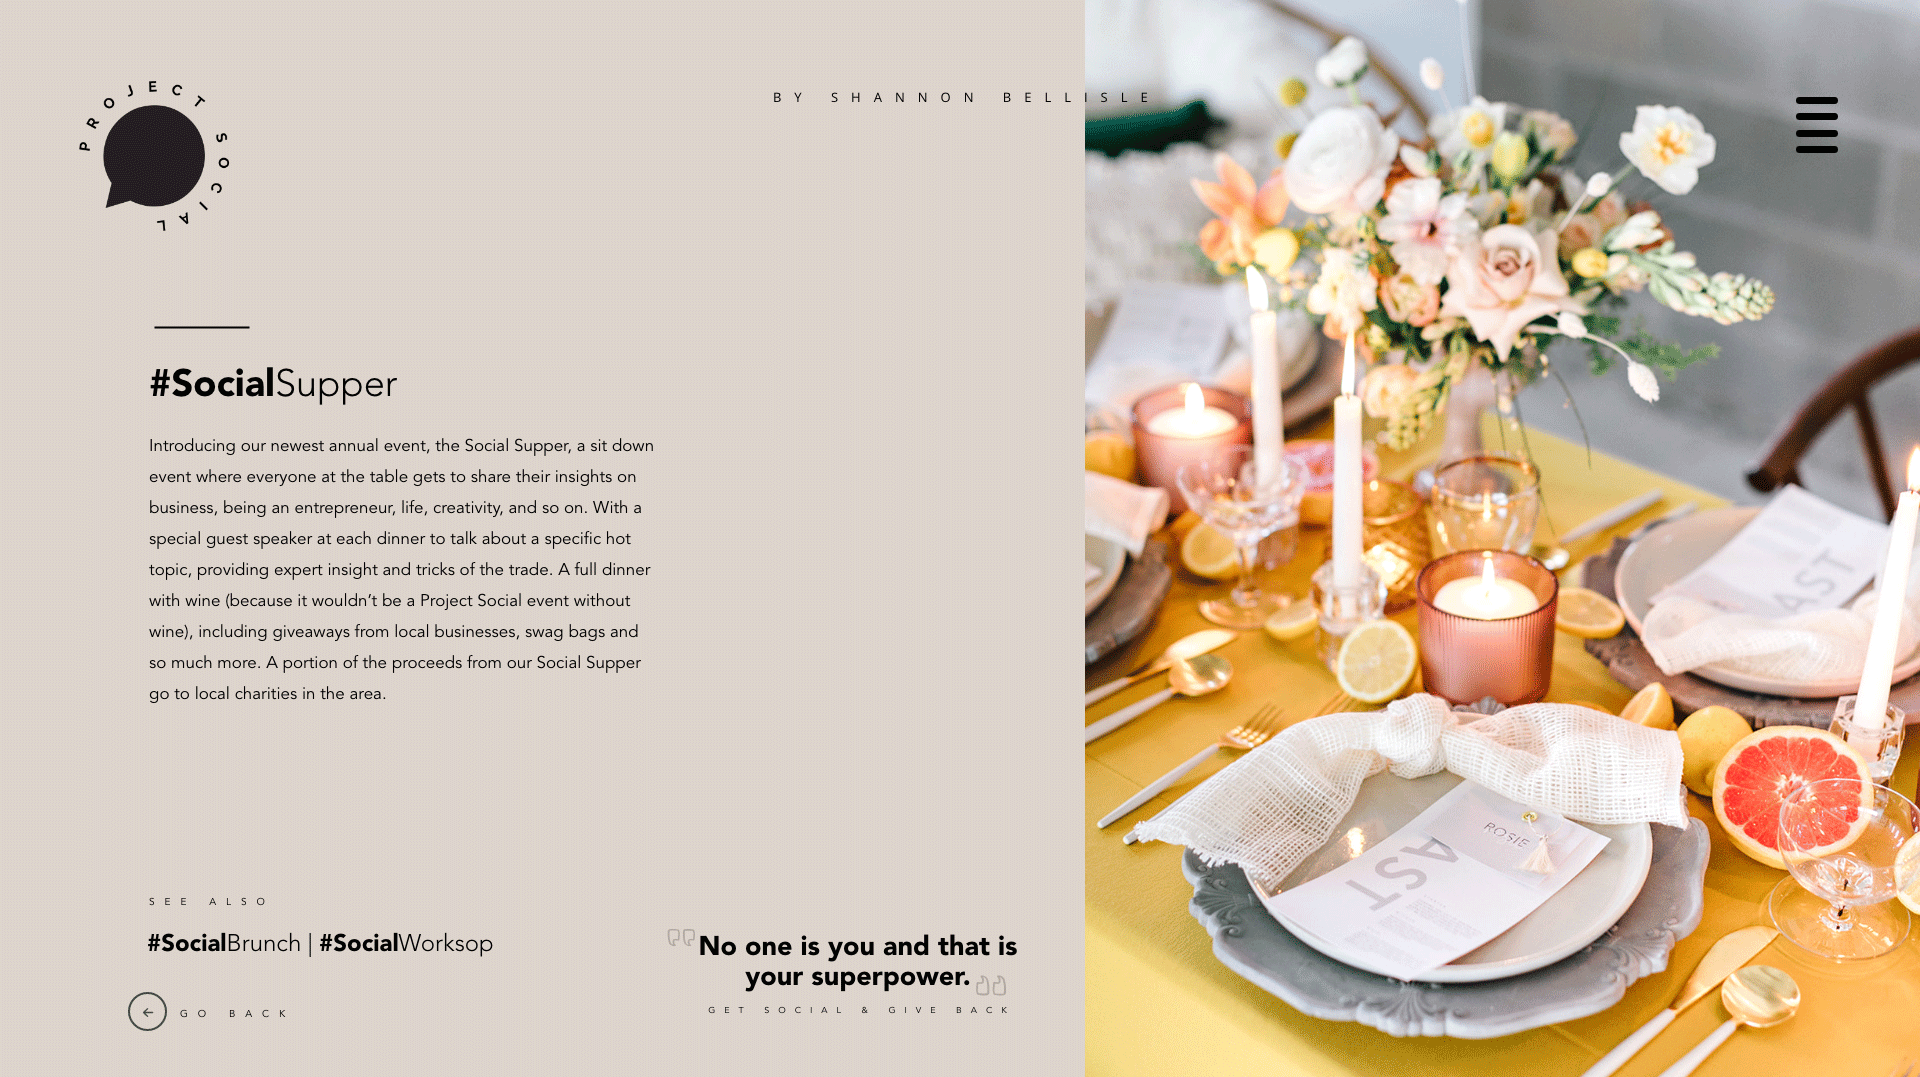 PROJECT SOCIAL
BY SHANNON BELLISLE
#SocialSupper
Introducing our newest annual event, the Social Supper, a sit down
event where everyone at the table gets to share their insights on
business, being an entrepreneur, life, creativity, and so on. With a
special guest speaker at each dinner to talk about a specific hot
topic, providing expert insight and tricks of the trade. A full dinner
with wine (because it wouldn’t be a Project Social event without
wine), including giveaways from local businesses, swag bags and
so much more. A portion of the proceeds from our Social Supper
go to local charities in the area.
SEE ALSO
#SocialBrunch | #SocialWorksop
GO BACK
No one is you and that is
your superpower.
GET SOCIAL & GIVE BACK
AST
ROSIE
AST